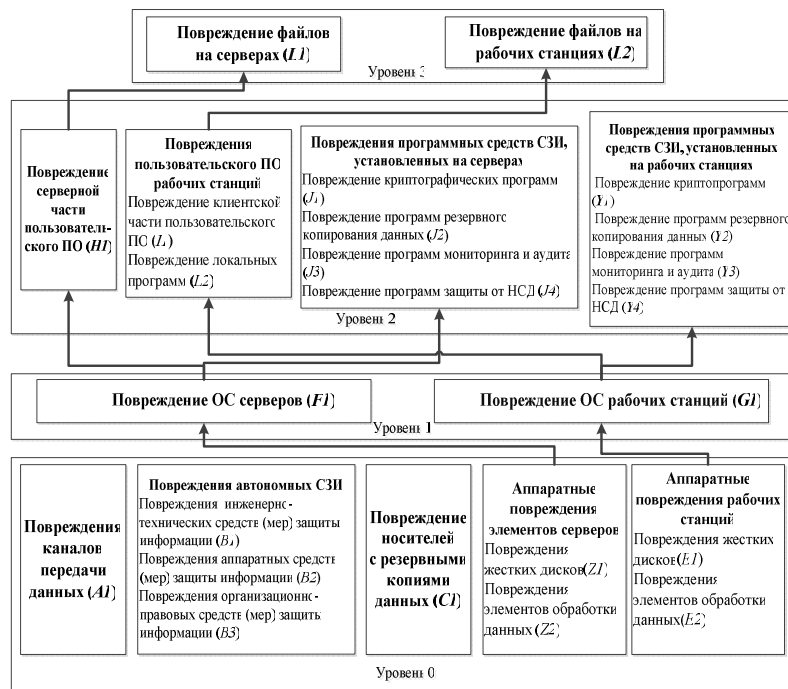 Повреждение файлов
на серверах (L1)
Повреждение файлов на
рабочих станциях (L2)
Уровень 3
Повреждение
серверной
части
пользователь-
ского ПО (H1)
Повреждения
пользовательского ПО
рабочих станций
Повреждение клиентской
части пользовательского
ПО (I1)
Повреждение локальных
программ (I2)
Повреждения программных средств СЗИ,
установленных на серверах
Повреждение криптографических программ
(J1)
Повреждение программ резервного
копирования данных (J2)
Повреждение программ мониторинга и аудита
(J3)
Повреждение программ защиты от НСД (J4)
Повреждения программных
средств СЗИ, установленных
на рабочих станциях
Повреждение криптопрограмм
(Y1)
Повреждение программ резервного
копирования данных (Y2)
Повреждение программ
мониторинга и аудита (Y3)
Повреждение программ защиты от
НСД (Y4)
Уровень 2
Повреждение ОС серверов (F1)
Повреждение ОС рабочих станций (G1)
Уровень 1
Повреждения
каналов
передачи
данных (A1)
Повреждения автономных СЗИ
Повреждения инженерно-
технических средств (мер) защиты
информации (B1)
Повреждения аппаратных средств
(мер) защиты информации (B2)
Повреждения организационно-
правовых средств (мер) защиты
информации (B3)
Повреждение
носителей
с резервными
копиями
данных (C1)
Аппаратные
повреждения
элементов серверов
Повреждения
жестких дисков(Z1)
Повреждения
элементов обработки
данных (Z2)
Аппаратные
повреждения рабочих
станций
Повреждения жестких
дисков(E1)
Повреждения
элементов обработки
данных(E2)
Уровень 0